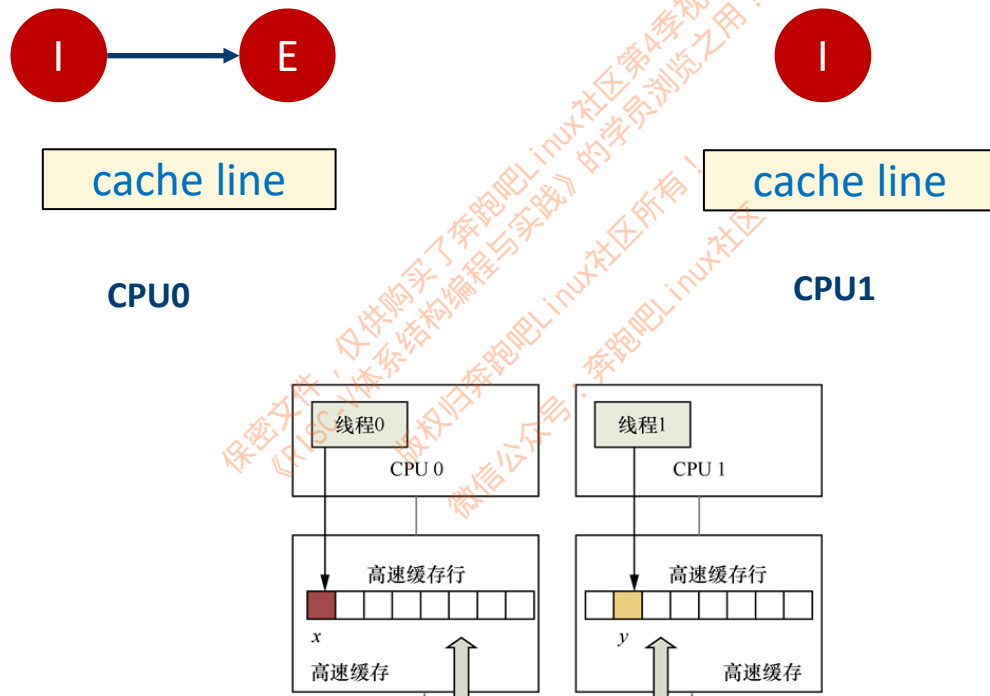 I
E
I
cache line
cache line
CPU0
CPU1
保密文件，仅供购买了奔跑吧Linux社区第4季视
《RISC-V体系结构编程与实践》的学员浏览之用！
版权归奔跑吧Linux社区所有！
微信公众号：奔跑吧Linux社区
线程0
线程1
CPU 0
CPU 1
高速缓存行
高速缓存行
x
y
高速缓存
高速缓存